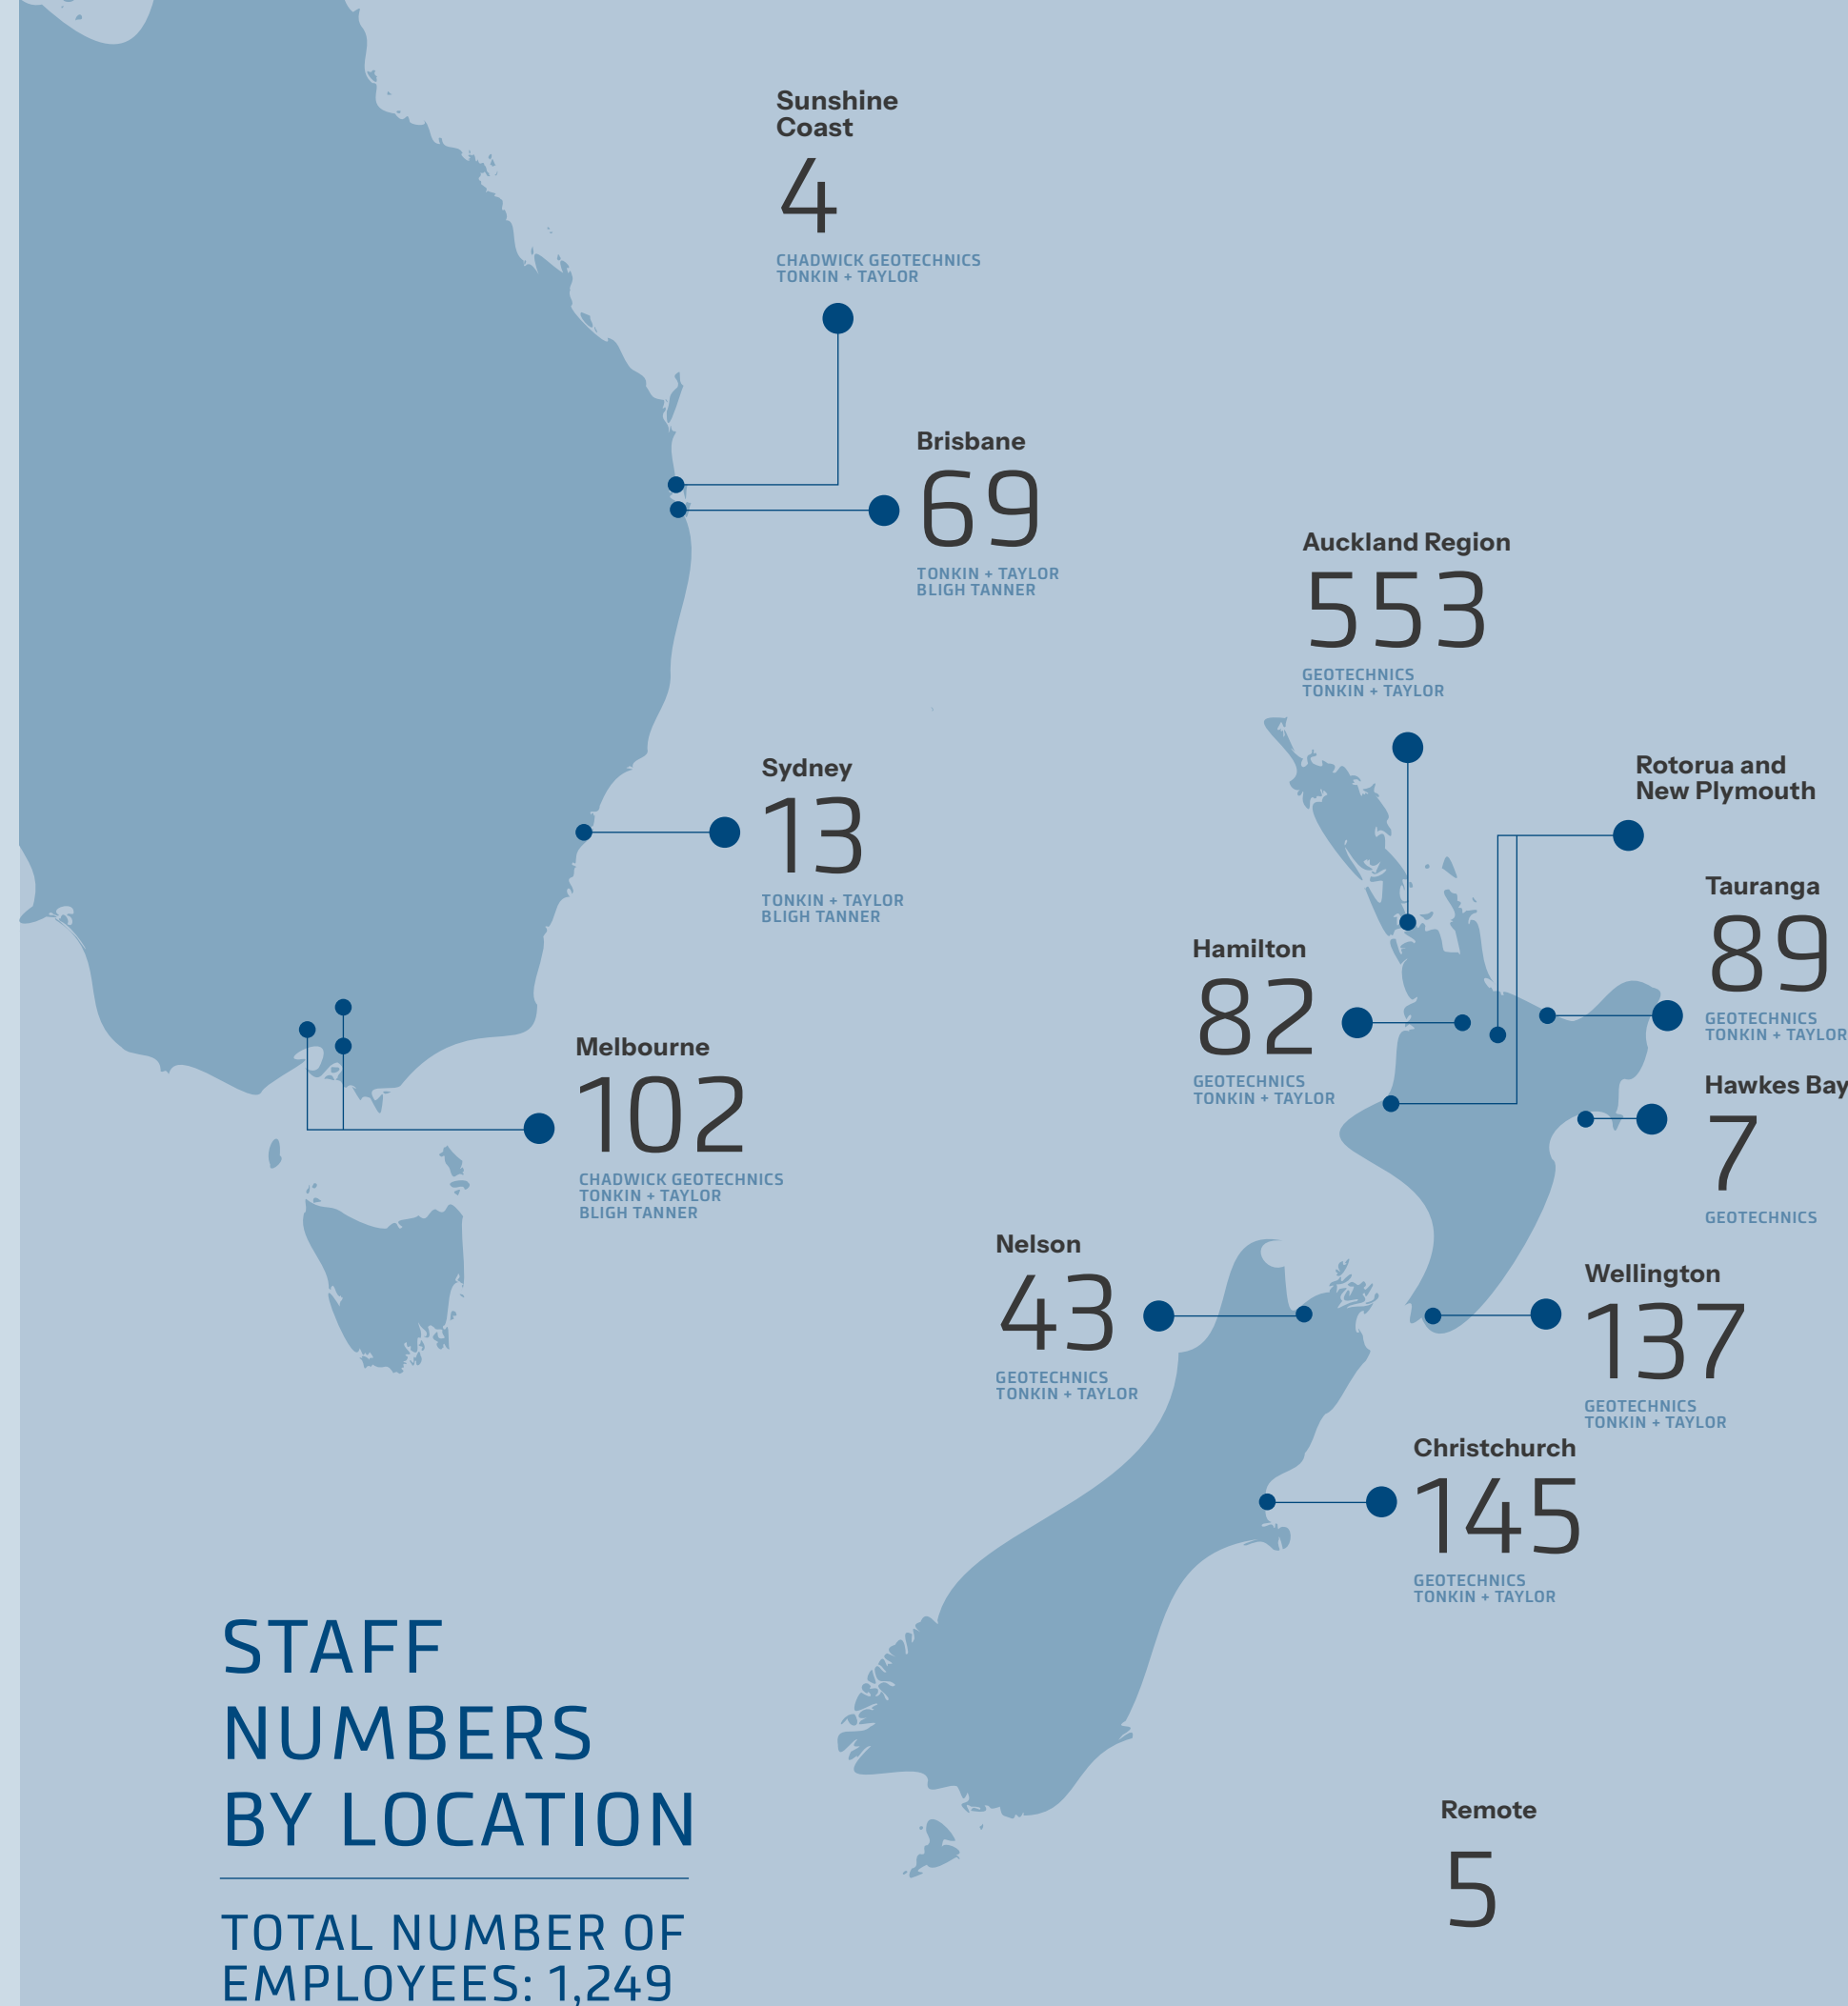 Sunshine
Coast
4
CHADWICK GEOTECHNICS
TONKIN + TAYLOR
Brisbane
69
TONKIN + TAYLOR
BLIGH TANNER
Auckland Region
553
GEOTECHNICS
TONKIN + TAYLOR
Sydney
13
TONKIN + TAYLOR
BLIGH TANNER
Rotorua and
New Plymouth
Tauranga
89
GEOTECHNICS
TONKIN + TAYLOR
Hamilton
82
GEOTECHNICS
TONKIN + TAYLOR
Melbourne
102
CHADWICK GEOTECHNICS
TONKIN + TAYLOR
BLIGH TANNER
Hawkes Bay
7
GEOTECHNICS
Nelson
43
GEOTECHNICS
TONKIN + TAYLOR
Wellington
137
GEOTECHNICS
TONKIN + TAYLOR
Christchurch
145
GEOTECHNICS
TONKIN + TAYLOR
STAFF
NUMBERS
BY LOCATION
TOTAL NUMBER OF
EMPLOYEES: 1,249
Remote
5